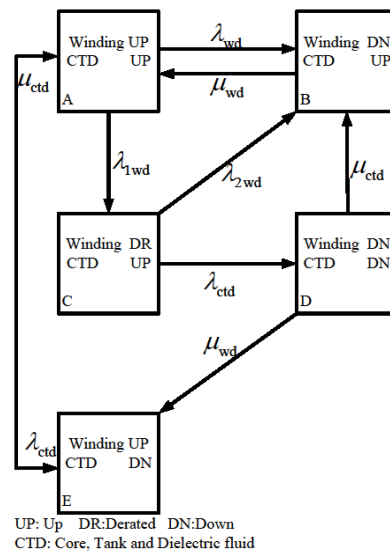 Winding UP
CTD UP
A
λwd
μwd
Winding DN
CTD UP
B
μctd
λ1wd
λ2wd
μctd
Winding DR
CTD UP
C
λctd
Winding DN
CTD DN
D
μwd
λctd
Winding UP
CTD DN
E
UP: Up DR:Derated DN:Down
CTD: Core, Tank and Dielectric fluid